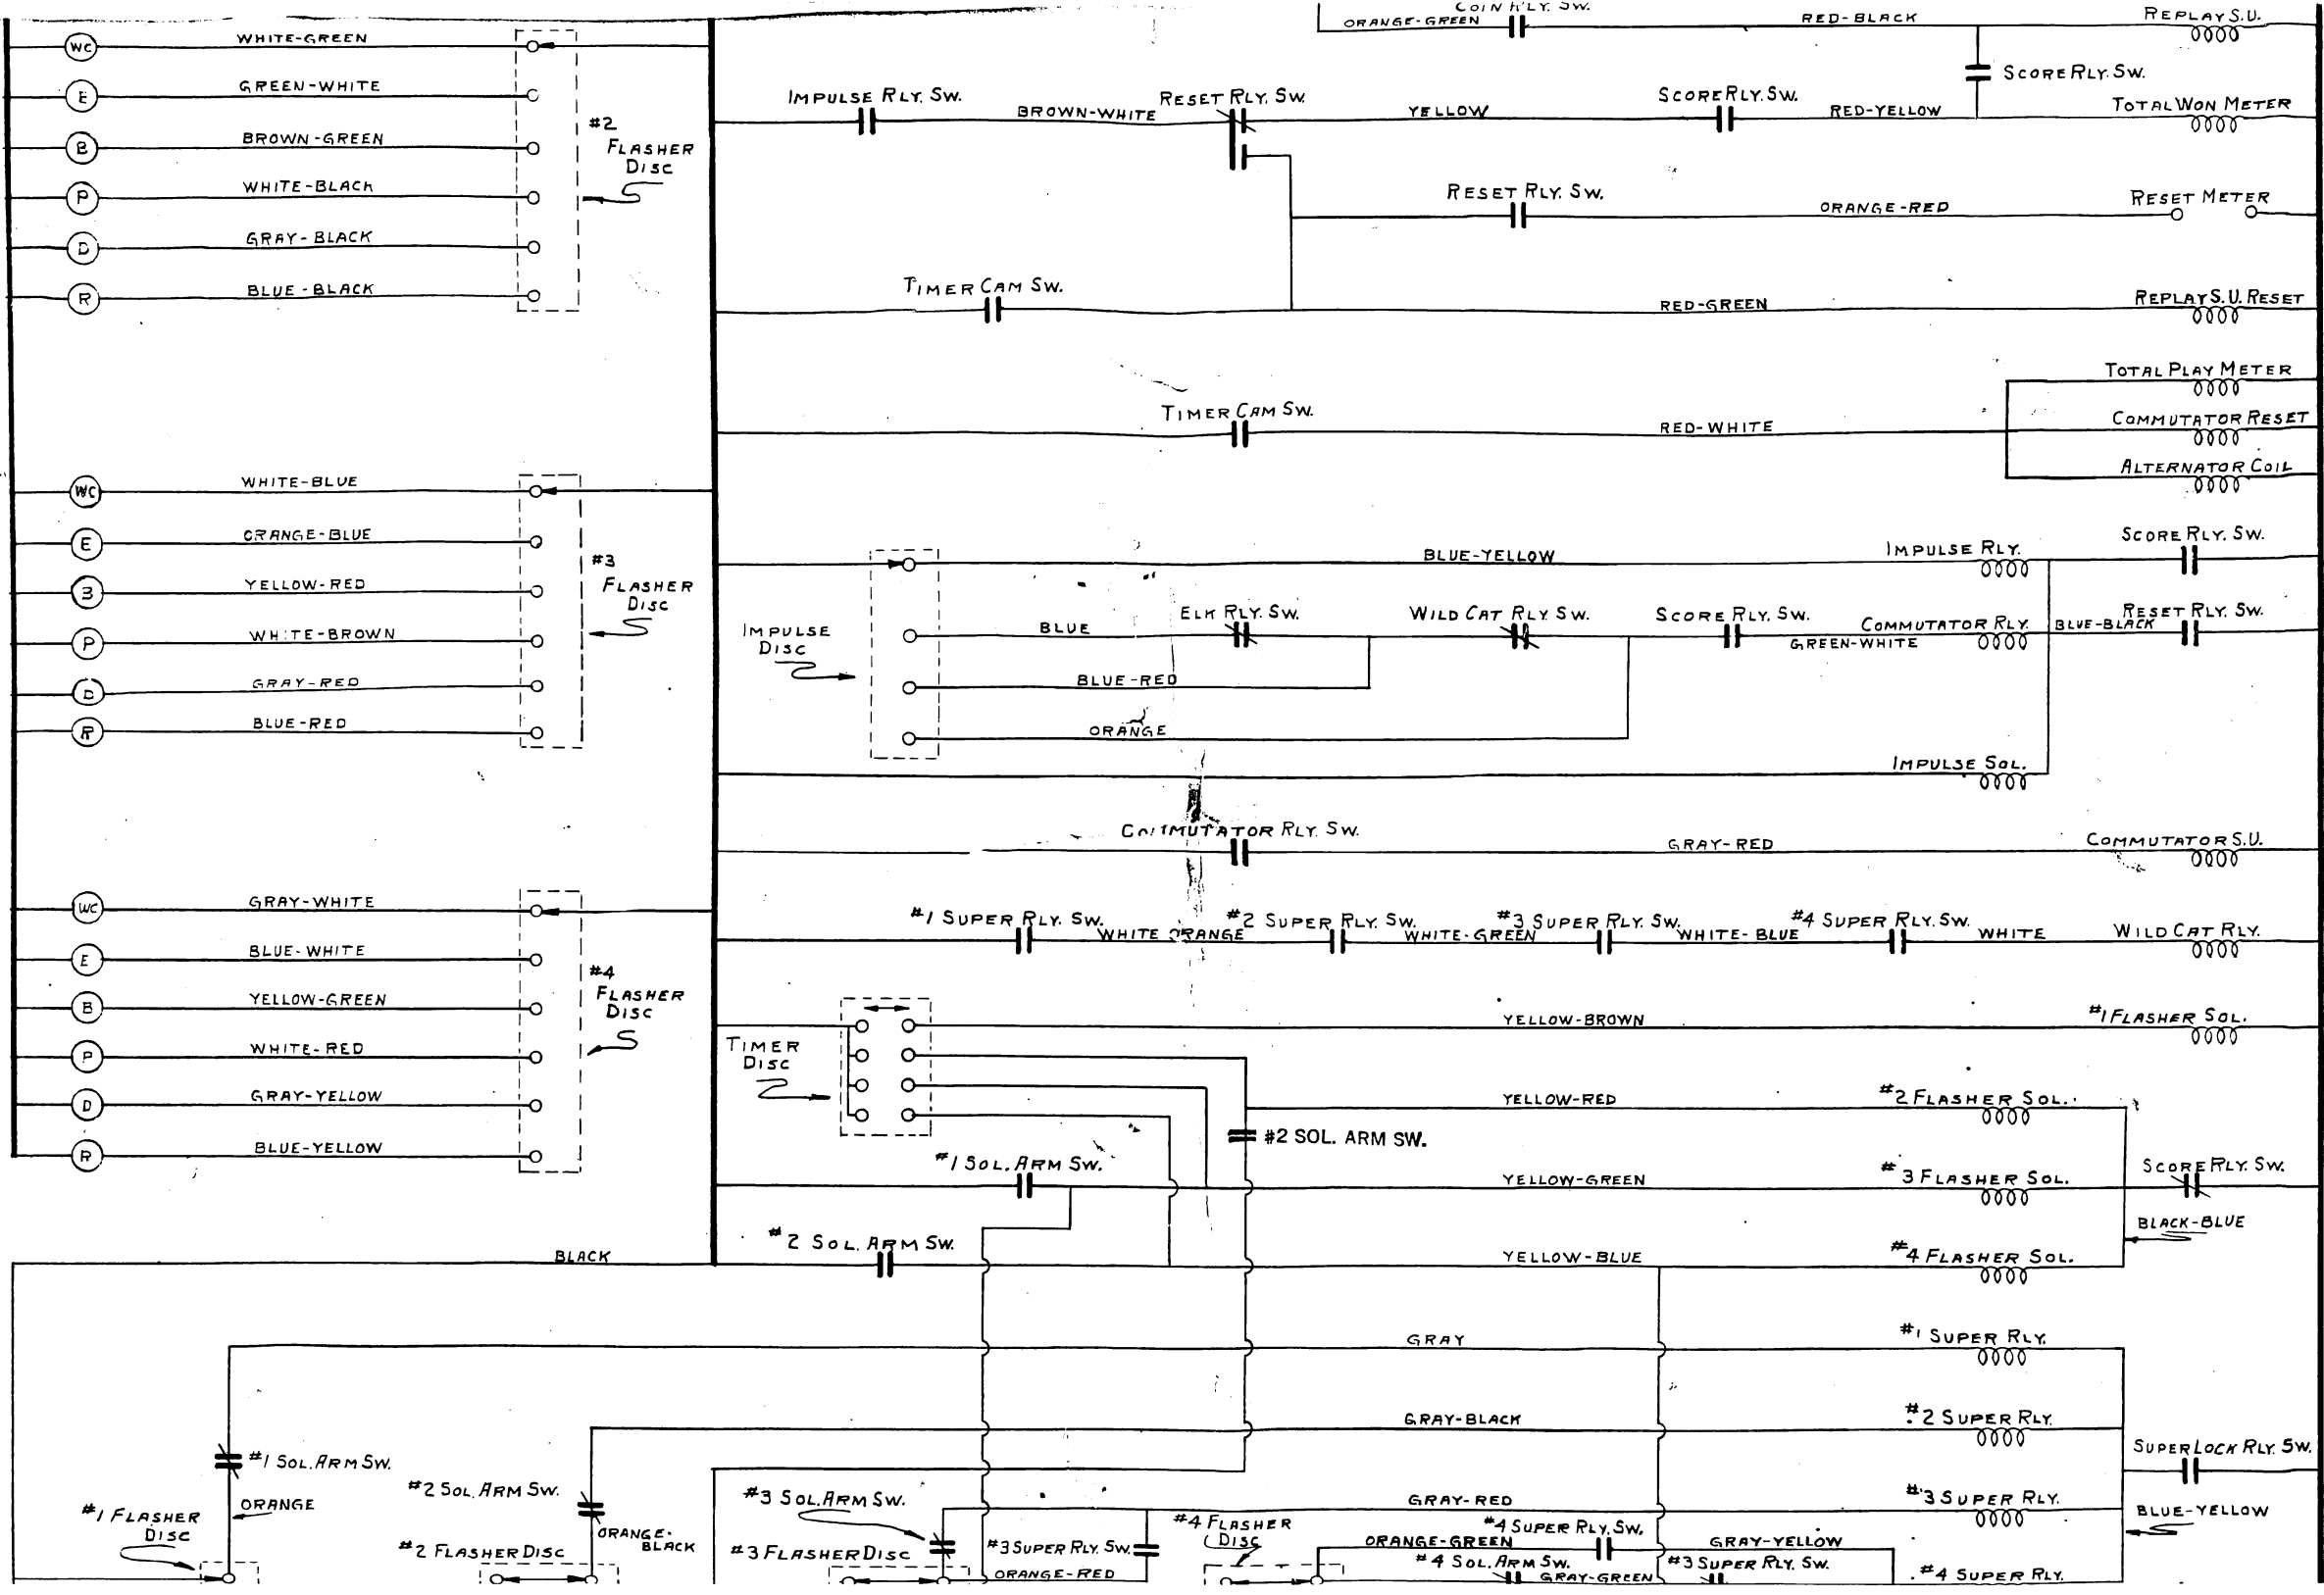 COIN RLY. SW.
ORANGE-GREEN
RED-BLACK
REPLAY S.U.
SCORE RLY. SW.
IMPULSE RLY. SW.
BROWN-WHITE
RESET RLY. SW.
YELLOW
SCORE RLY. SW.
RED-YELLOW
TOTAL WON METER
RESET RLY. SW.
ORANGE-RED
RESET METER
TIMER CAM SW.
RED-GREEN
REPLAY S.U. RESET
TOTAL PLAY METER
TIMER CAM SW.
RED-WHITE
COMMUTATOR RESET
ALTERNATOR COIL
WC WHITE-GREEN
E GREEN-WHITE
B BROWN-GREEN
P WHITE-BLACK
D GRAY-BLACK
R BLUE-BLACK
#2
FLASHER
DISC
WC WHITE-BLUE
E ORANGE-BLUE
B YELLOW-RED
P WHITE-BROWN
D GRAY-RED
R BLUE-RED
#3
FLASHER
DISC
WC GRAY-WHITE
E BLUE-WHITE
B YELLOW-GREEN
P WHITE-RED
D GRAY-YELLOW
R BLUE-YELLOW
#4
FLASHER
DISC
IMPULSE
DISC
BLUE-YELLOW
IMPULSE RLY.
SCORE RLY. SW.
BLUE
ELK RLY. SW.
WILD CAT RLY. SW.
SCORE RLY. SW.
GREEN-WHITE
COMMUTATOR RLY.
BLUE-BLACK
RESET RLY. SW.
BLUE-RED
ORANGE
IMPULSE SOL.
COMMUTATOR RLY. SW.
GRAY-RED
COMMUTATOR S.U.
#1 SUPER RLY. SW.
WHITE ORANGE
#2 SUPER RLY. SW.
WHITE-GREEN
#3 SUPER RLY. SW.
WHITE-BLUE
#4 SUPER RLY. SW.
WHITE
WILD CAT RLY.
TIMER
DISC
YELLOW-BROWN
#1 FLASHER SOL.
YELLOW-RED
#2 FLASHER SOL.
#2 SOL. ARM SW.
#1 SOL. ARM SW.
YELLOW-GREEN
#3 FLASHER SOL.
SCORE RLY. SW.
BLACK-BLUE
BLACK
#2 SOL. ARM SW.
YELLOW-BLUE
#4 FLASHER SOL.
GRAY
#1 SUPER RLY.
GRAY-BLACK
#2 SUPER RLY.
SUPER LOCK RLY. SW.
#1 SOL. ARM SW.
ORANGE
#1 FLASHER
DISC
#2 SOL. ARM SW.
ORANGE-
BLACK
#2 FLASHER DISC
#3 SOL. ARM SW.
GRAY-RED
#3 SUPER RLY.
BLUE-YELLOW
#3 FLASHER DISC
#3 SUPER RLY. SW.
ORANGE-RED
#4 FLASHER
DISC
ORANGE-GREEN
#4 SUPER RLY. SW.
GRAY-YELLOW
#4 SOL. ARM SW.
GRAY-GREEN
#3 SUPER RLY. SW.
#4 SUPER RLY.